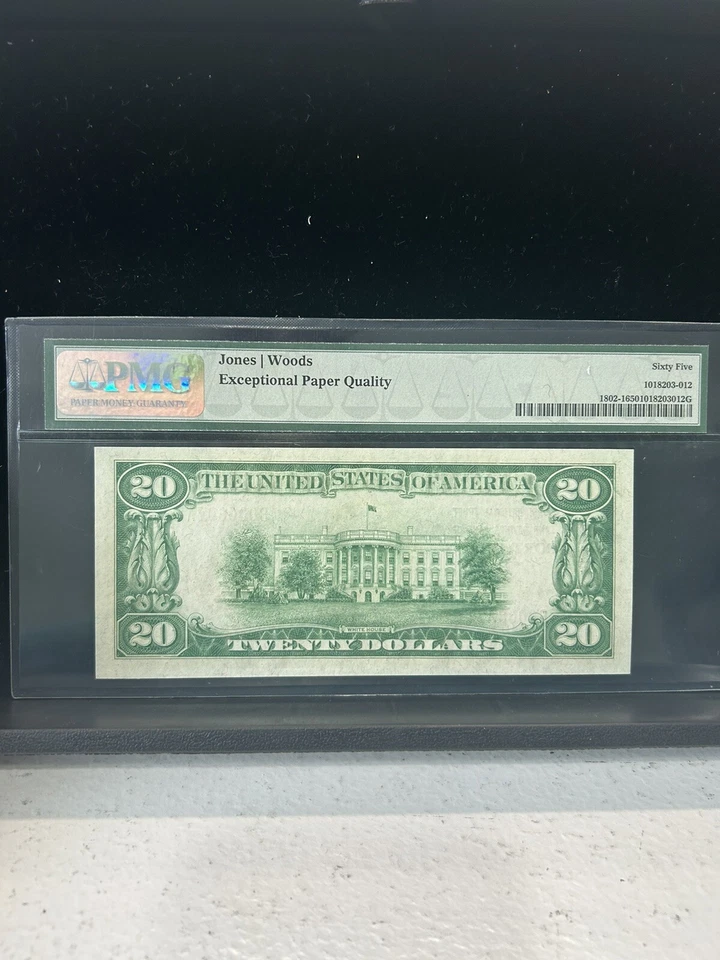 PMG
PAPER MONEY GUARANTY
Jones | Woods
Exceptional Paper Quality
Sixty Five
1018203-012
1802-16501018203012G
20
THE UNITED STATES OF AMERICA
20
WHITE HOUSE
20
TWENTY DOLLARS
20